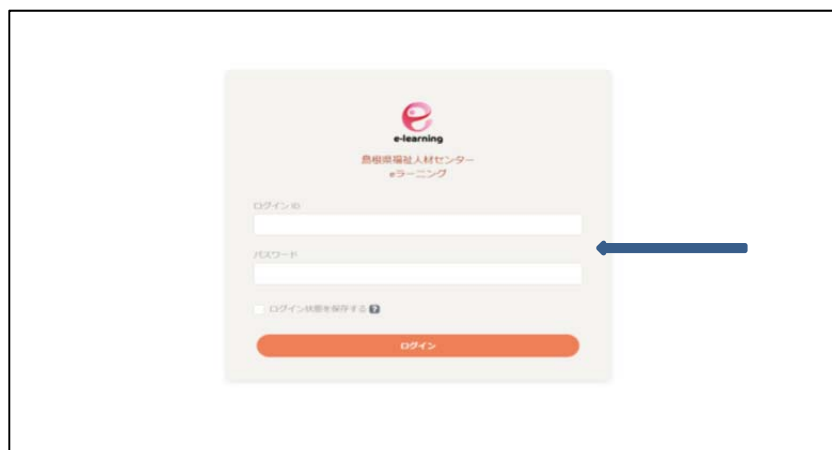 e-learning
島根県福祉人材センター
eラーニング
ログイン ID
パスワード
ログイン状態を保存する ?
ログイン